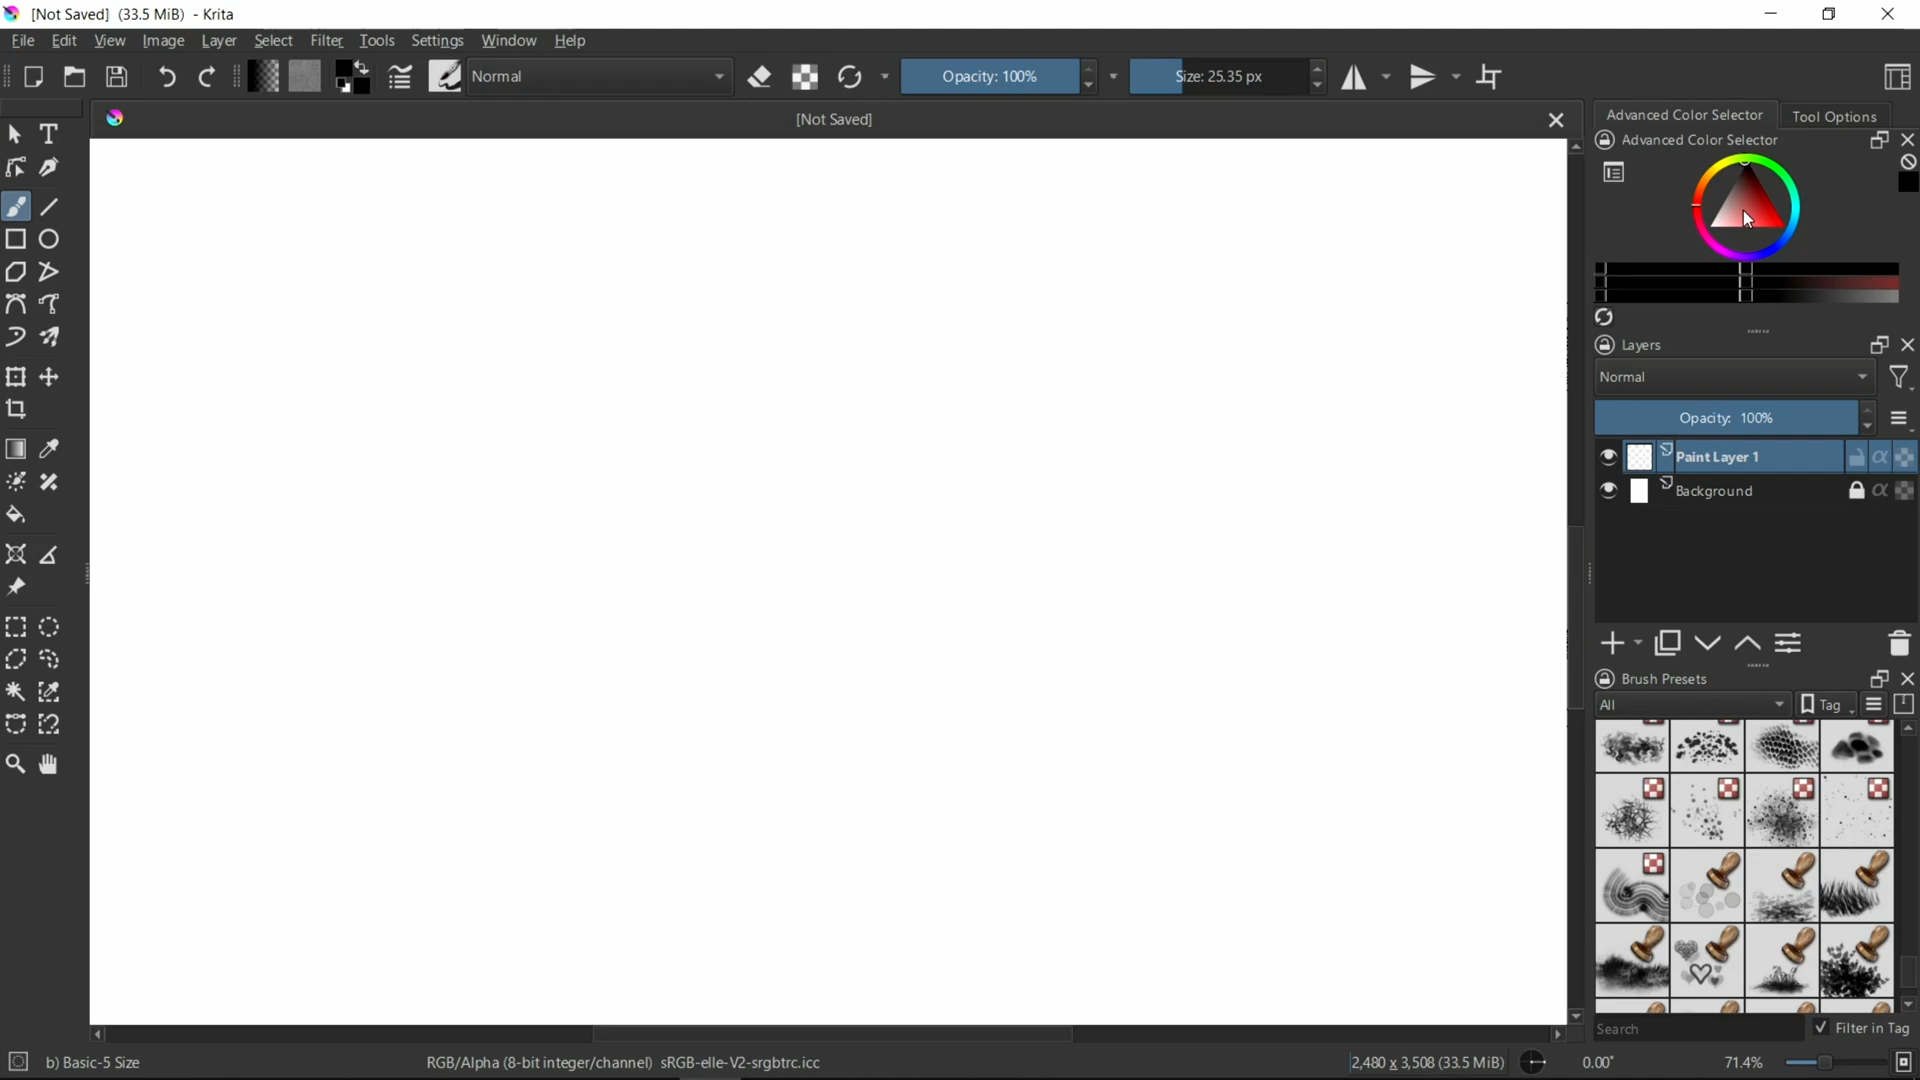 [Not Saved] (33.5 MiB) - Krita
File Edit View Image Layer Select Filter Tools Settings Window Help
Normal Opacity: 100% Size: 25.35 px
[Not Saved]
Advanced Color Selector Tool Options
Advanced Color Selector
Layers
Normal
Opacity: 100%
Paint Layer 1
Background
Brush Presets
All Tag
Search Filter in Tag
b) Basic-5 Size RGB/Alpha (8-bit integer/channel) sRGB-elle-V2-srgbtrc.icc 2,480 x 3,508 (33.5 MiB) 0.00° 71.4%